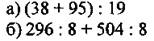 а) (38 + 95) : 19
б) 296 : 8 + 504 : 8